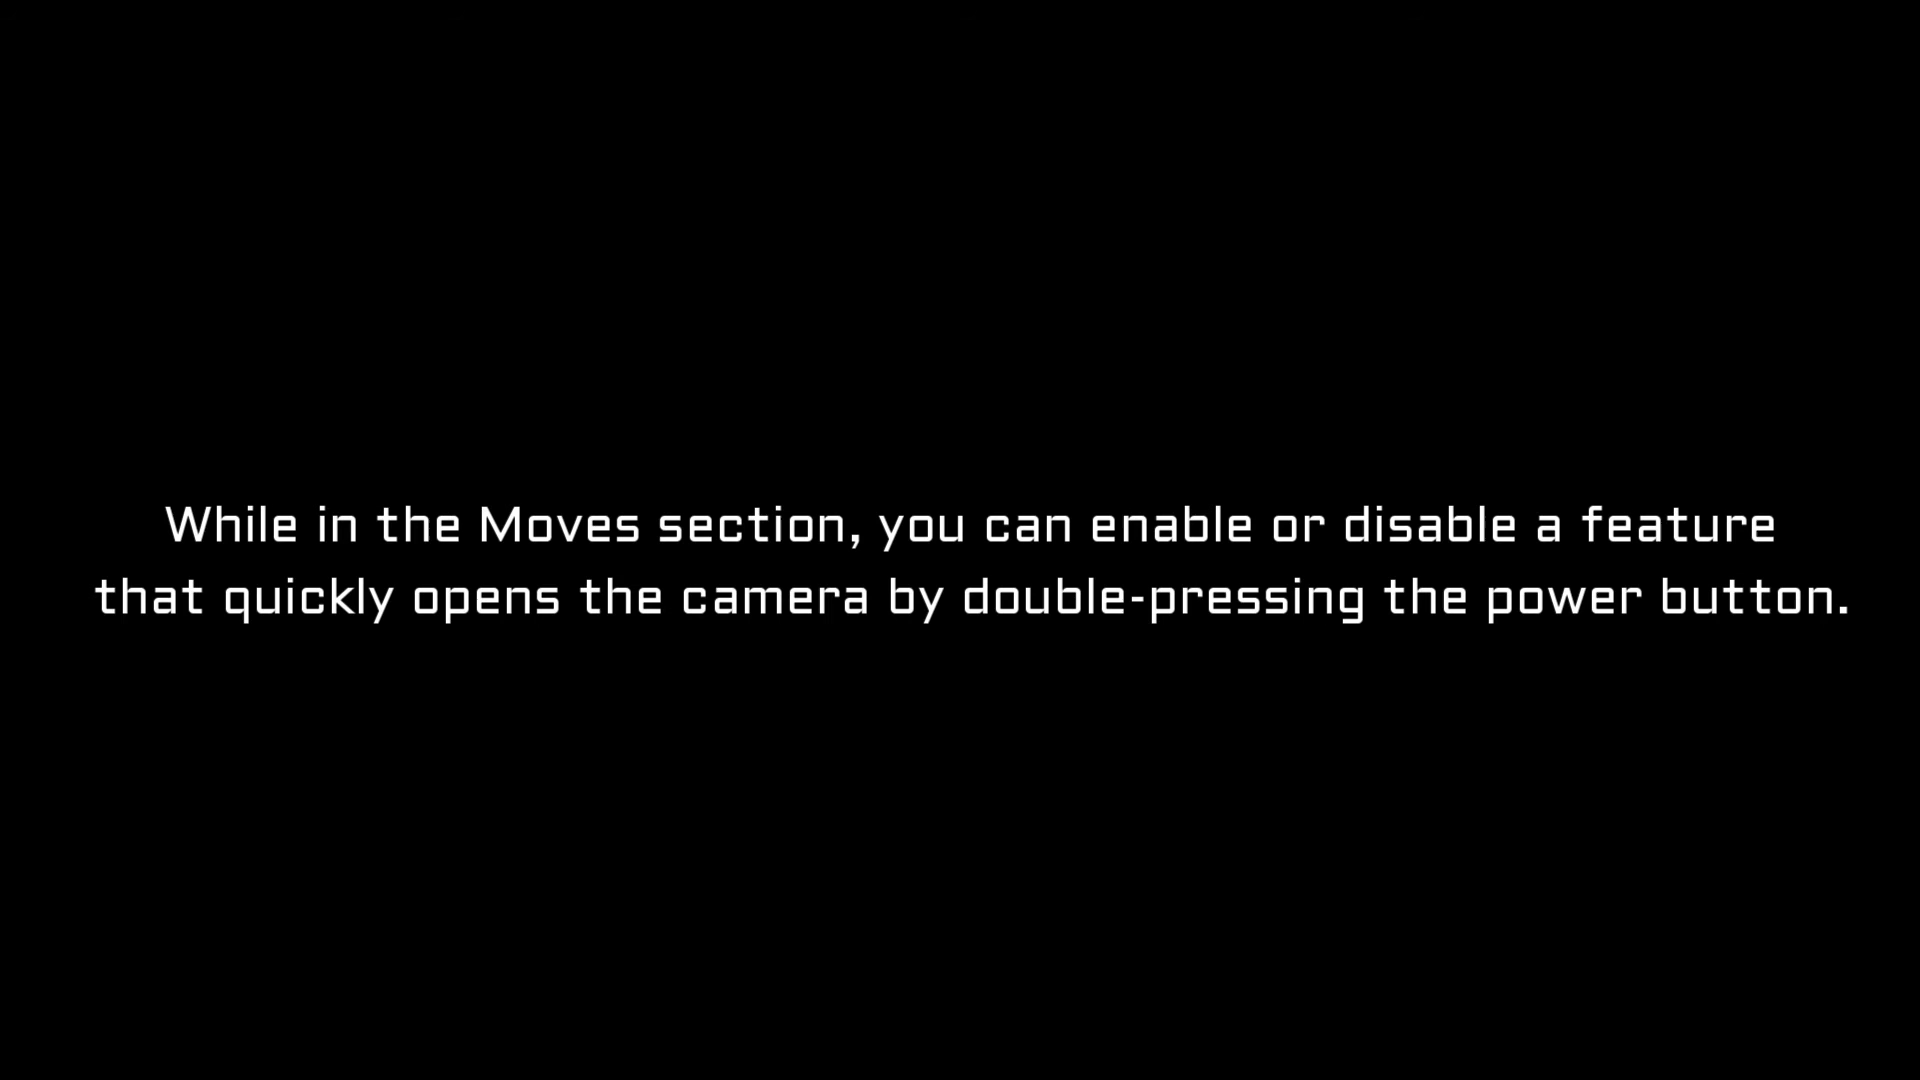 While in the Moves section, you can enable or disable a feature
that quickly opens the camera by double-pressing the power button.